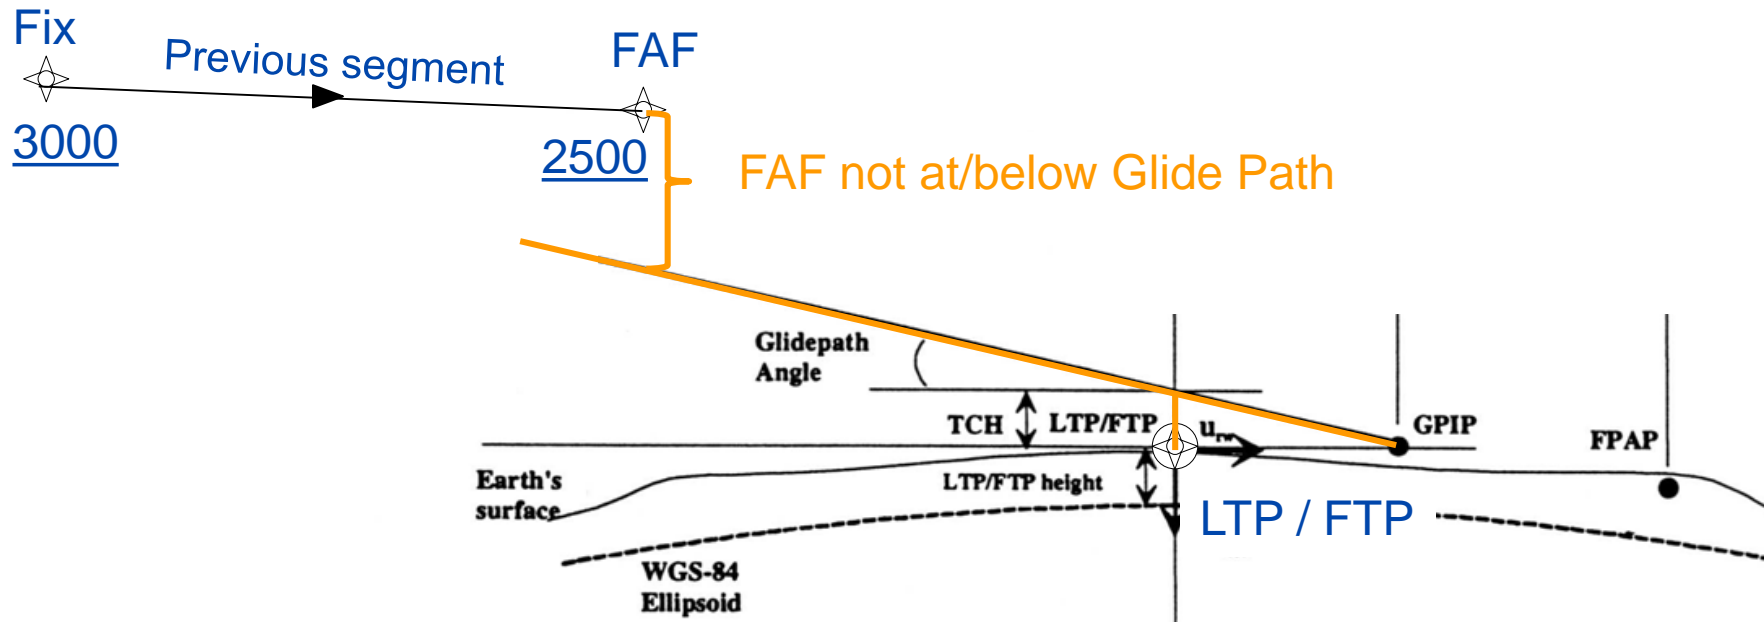 Fix
Previous segment
FAF
3000
2500
FAF not at/below Glide Path
Glidepath
Angle
TCH
LTP/FTP
u_rw
GPIP
FPAP
Earth's
surface
LTP/FTP height
LTP / FTP
WGS-84
Ellipsoid